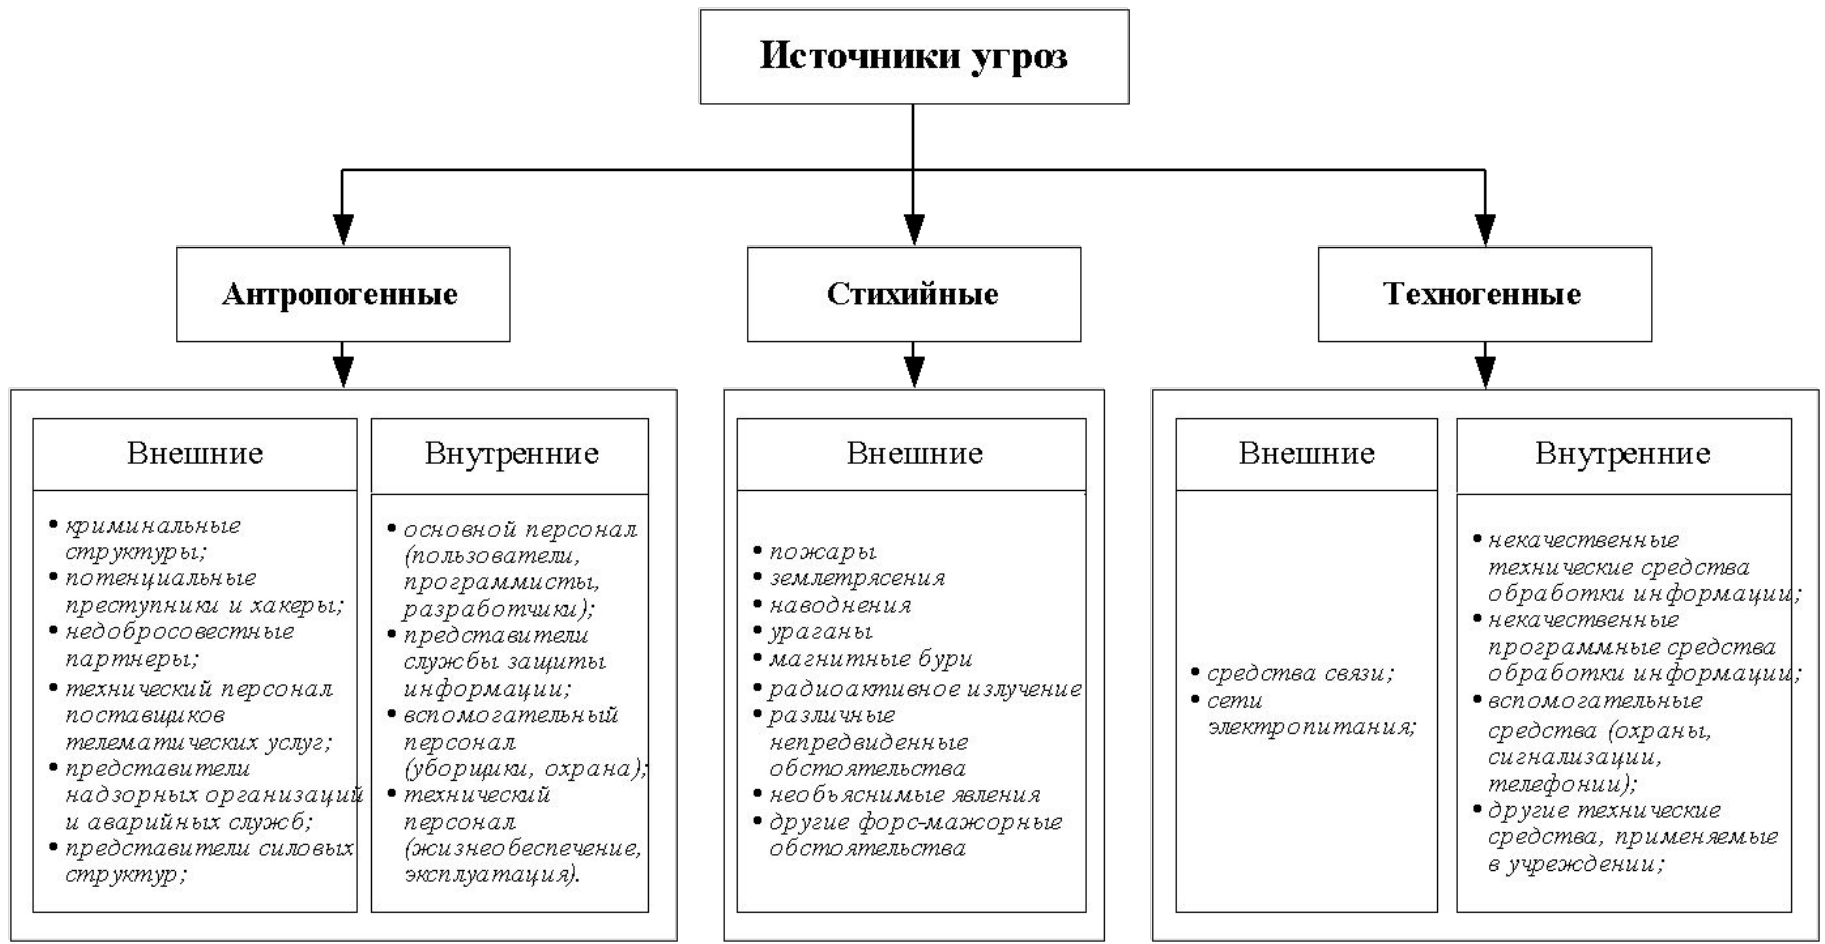 Источники угроз
Антропогенные
Стихийные
Техногенные
Внешние
• криминальные
структуры;
• потенциальные
преступники и хакеры;
• недобросовестные
партнеры;
• технический персонал
поставщиков
телематических услуг;
• представители
надзорных организаций
и аварийных служб;
• представители силовых
структур;
Внутренние
• основной персонал
(пользователи,
программисты,
разработчики);
• представители
службы защиты
информации;
• вспомогательный
персонал
(уборщики, охрана);
• технический
персонал
(жизнеобеспечение,
эксплуатация).
Внешние
• пожары
• землетрясения
• наводнения
• ураганы
• магнитные бури
• радиоактивное излучение
• различные
непредвиденные
обстоятельства
• необъяснимые явления
• другие форс-мажорные
обстоятельства
Внешние
• средства связи;
• сети
электропитания;
Внутренние
• некачественные
технические средства
обработки информации;
• некачественные
программные средства
обработки информации;
• вспомогательные
средства (охраны,
сигнализации,
телефонии);
• другие технические
средства, применяемые
в учреждении;